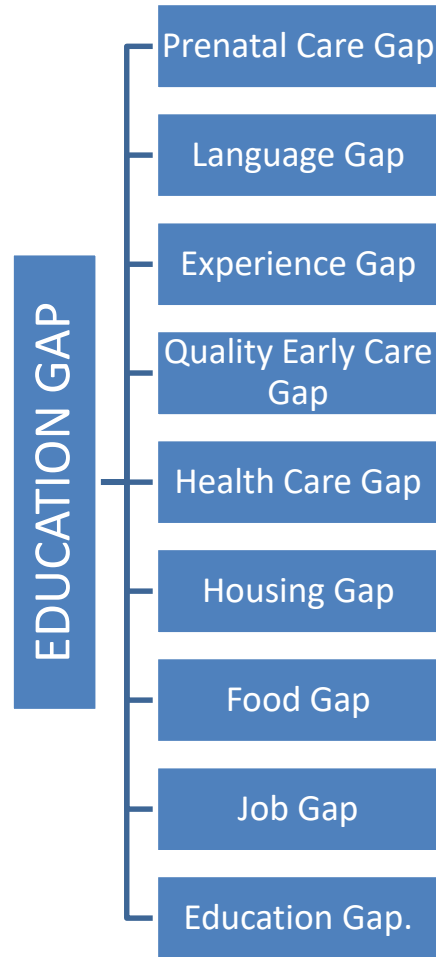 EDUCATION GAP
Prenatal Care Gap
Language Gap
Experience Gap
Quality Early Care
Gap
Health Care Gap
Housing Gap
Food Gap
Job Gap
Education Gap.